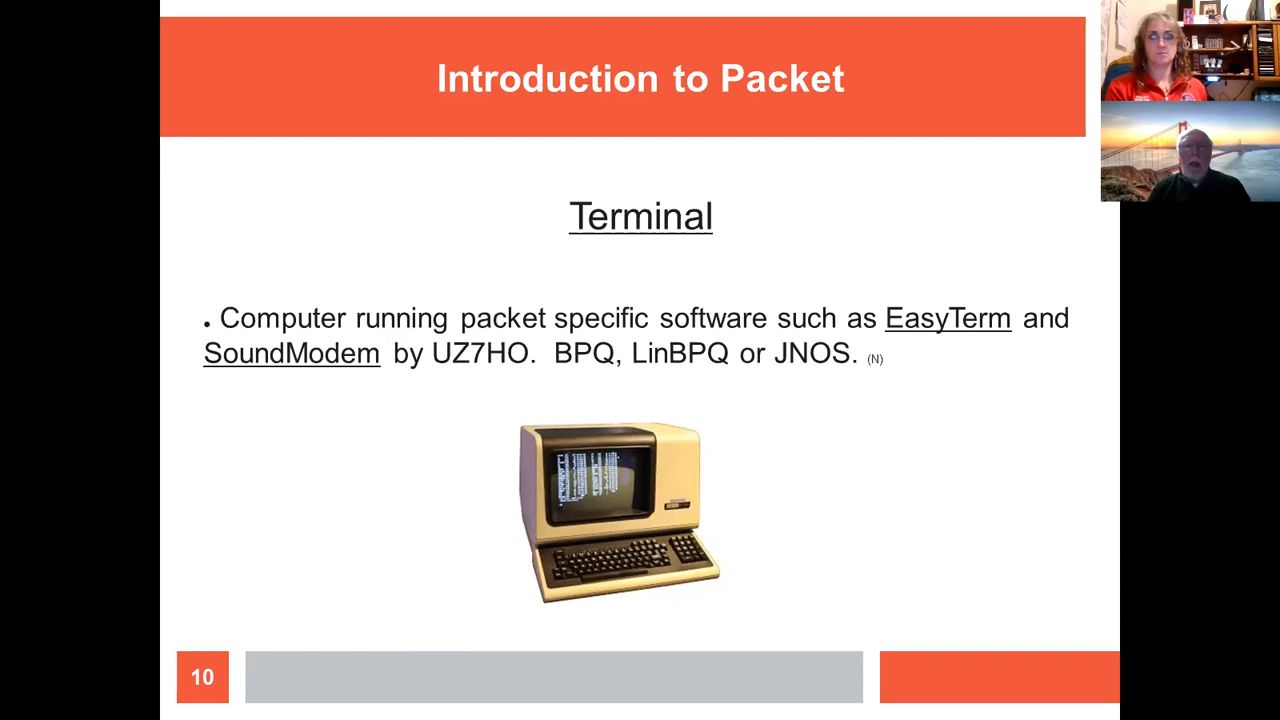 Introduction to Packet
Terminal
• Computer running packet specific software such as EasyTerm and
SoundModem by UZ7HO.  BPQ, LinBPQ or JNOS. (N)
10